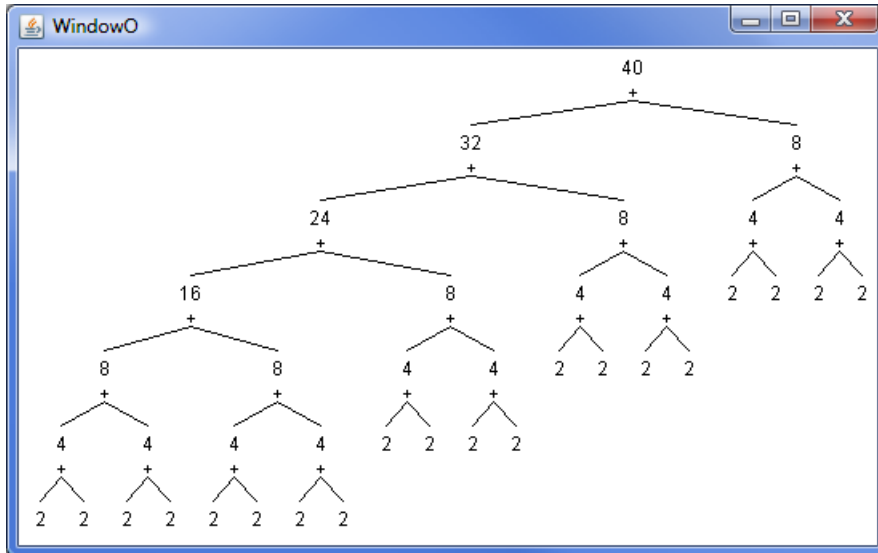 WindowO
40
+
32 8
+ +
24 8 4 4
+ + + +
16 8 4 4 2 2 2 2
+ + + +
8 8 4 4 2 2 2 2
+ + + +
4 4 4 4 2 2 2 2
+ + + +
2 2 2 2 2 2 2 2